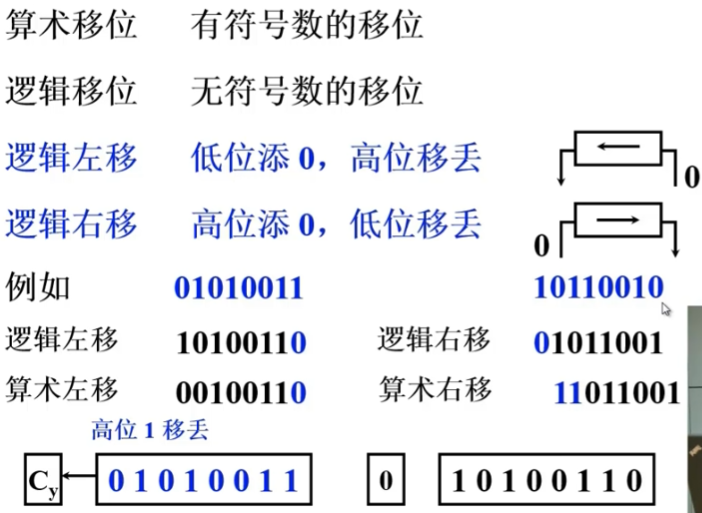 算术移位 有符号数的移位
逻辑移位 无符号数的移位
逻辑左移 低位添 0，高位移丢 0
逻辑右移 高位添 0，低位移丢 0
例如 01010011 10110010
逻辑左移 10100110 逻辑右移 01011001
算术左移 00100110 算术右移 11011001
高位 1 移丢
Cy 0 1 0 1 0 0 1 1 0 1 0 1 0 0 1 1 0